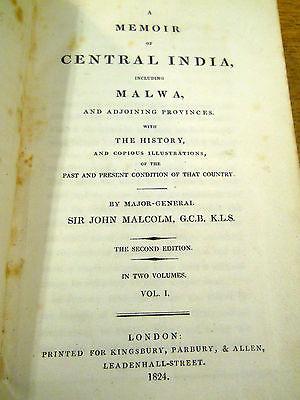 A
MEMOIR
OF
CENTRAL INDIA,
INCLUDING
MALWA,
AND ADJOINING PROVINCES.
WITH
THE HISTORY,
AND COPIOUS ILLUSTRATIONS,
OF THE
PAST AND PRESENT CONDITION OF THAT COUNTRY.
BY MAJOR-GENERAL
SIR JOHN MALCOLM, G.C.B. K.L.S.
THE SECOND EDITION.
IN TWO VOLUMES.
VOL. I.
LONDON:
PRINTED FOR KINGSBURY, PARBURY, & ALLEN,
LEADENHALL-STREET.
1824.